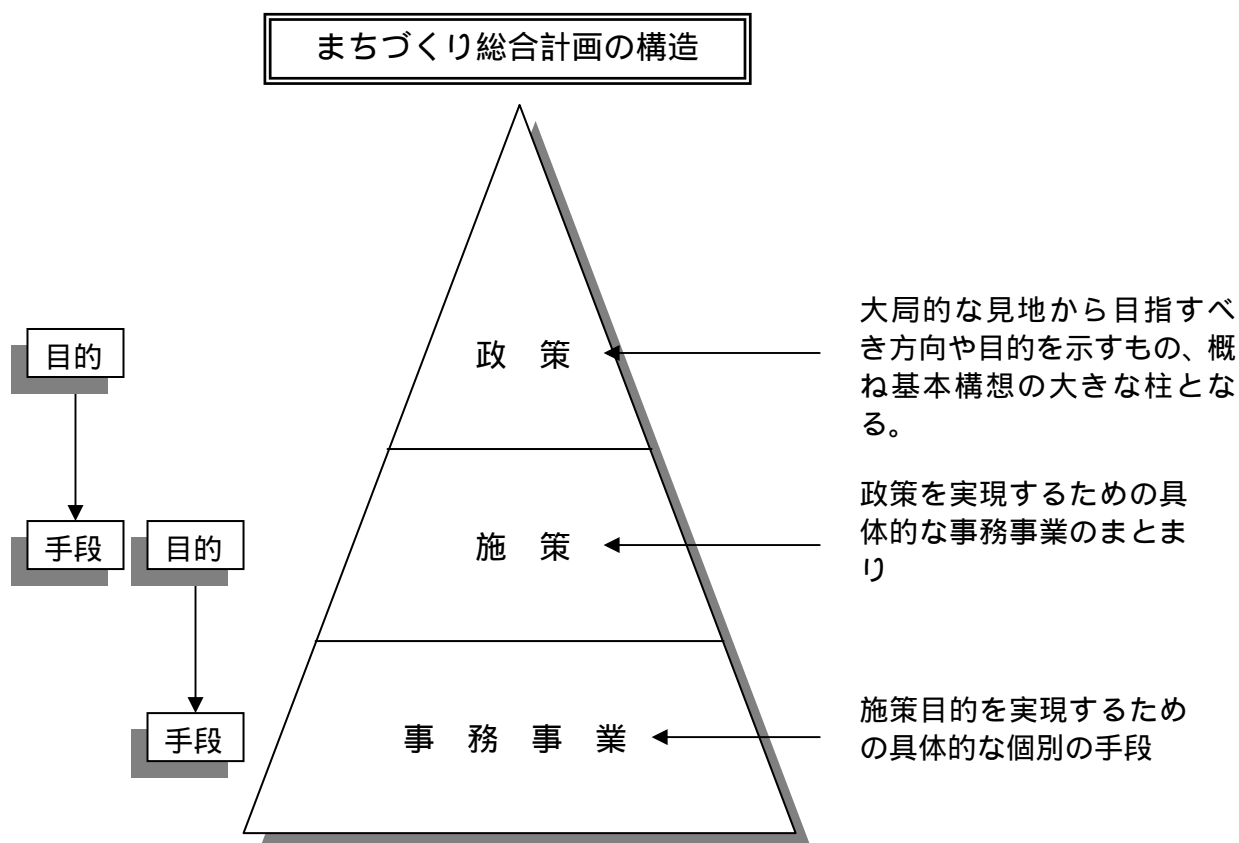 まちづくり総合計画の構造
目的
政　策
大局的な見地から目指すべ
き方向や目的を示すもの、概
ね基本構想の大きな柱とな
る。
手段
目的
施　策
政策を実現するための具
体的な事務事業のまとま
り
手段
事　務　事　業
施策目的を実現するため
の具体的な個別の手段